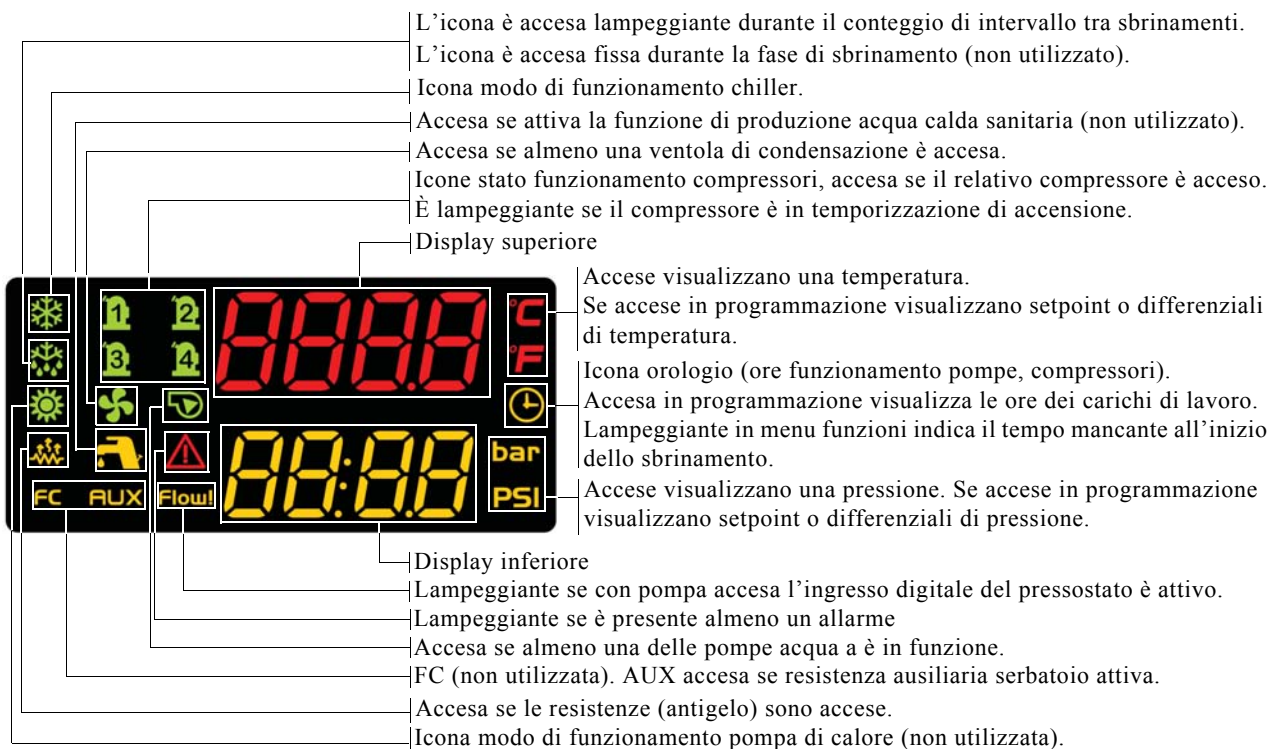 L’icona è accesa lampeggiante durante il conteggio di intervallo tra sbrinamenti.
L’icona è accesa fissa durante la fase di sbrinamento (non utilizzato).
Icona modo di funzionamento chiller.
Accesa se attiva la funzione di produzione acqua calda sanitaria (non utilizzato).
Accesa se almeno una ventola di condensazione è accesa.
Icone stato funzionamento compressori, accesa se il relativo compressore è acceso.
È lampeggiante se il compressore è in temporizzazione di accensione.
Display superiore
1 2
3 4
888.8
°C
°F
Accese visualizzano una temperatura.
Se accese in programmazione visualizzano setpoint o differenziali
di temperatura.
Icona orologio (ore funzionamento pompe, compressori).
Accesa in programmazione visualizza le ore dei carichi di lavoro.
Lampeggiante in menu funzioni indica il tempo mancante all’inizio
dello sbrinamento.
FC AUX Flow!
88:8.8
bar
PSI
Accese visualizzano una pressione. Se accese in programmazione
visualizzano setpoint o differenziali di pressione.
Display inferiore
Lampeggiante se con pompa accesa l’ingresso digitale del pressostato è attivo.
Lampeggiante se è presente almeno un allarme
Accesa se almeno una delle pompe acqua a è in funzione.
FC (non utilizzata). AUX accesa se resistenza ausiliaria serbatoio attiva.
Accesa se le resistenze (antigelo) sono accese.
Icona modo di funzionamento pompa di calore (non utilizzata).